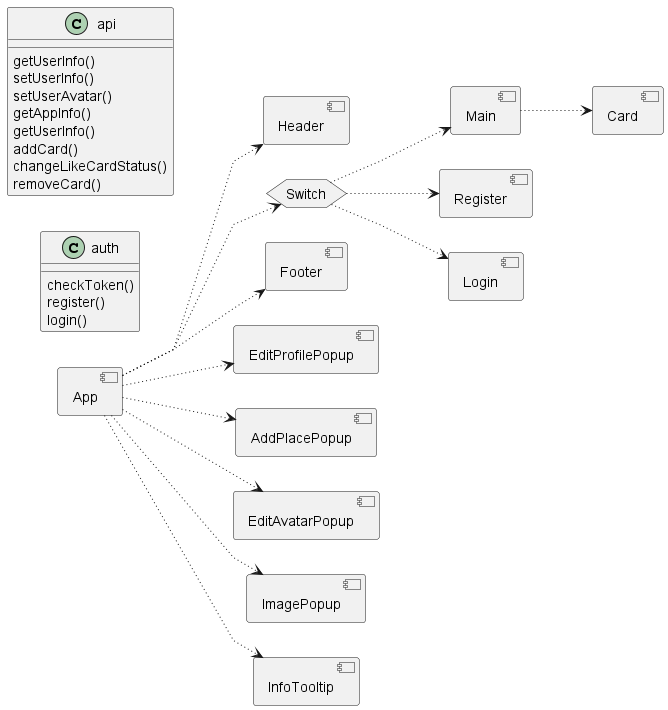 C api
getUserInfo()
setUserInfo()
setUserAvatar()
getAppInfo()
getUserInfo()
addCard()
changeLikeCardStatus()
removeCard()
C auth
checkToken()
register()
login()
App
Header
Switch
Footer
EditProfilePopup
AddPlacePopup
EditAvatarPopup
ImagePopup
InfoTooltip
Main
Register
Login
Card